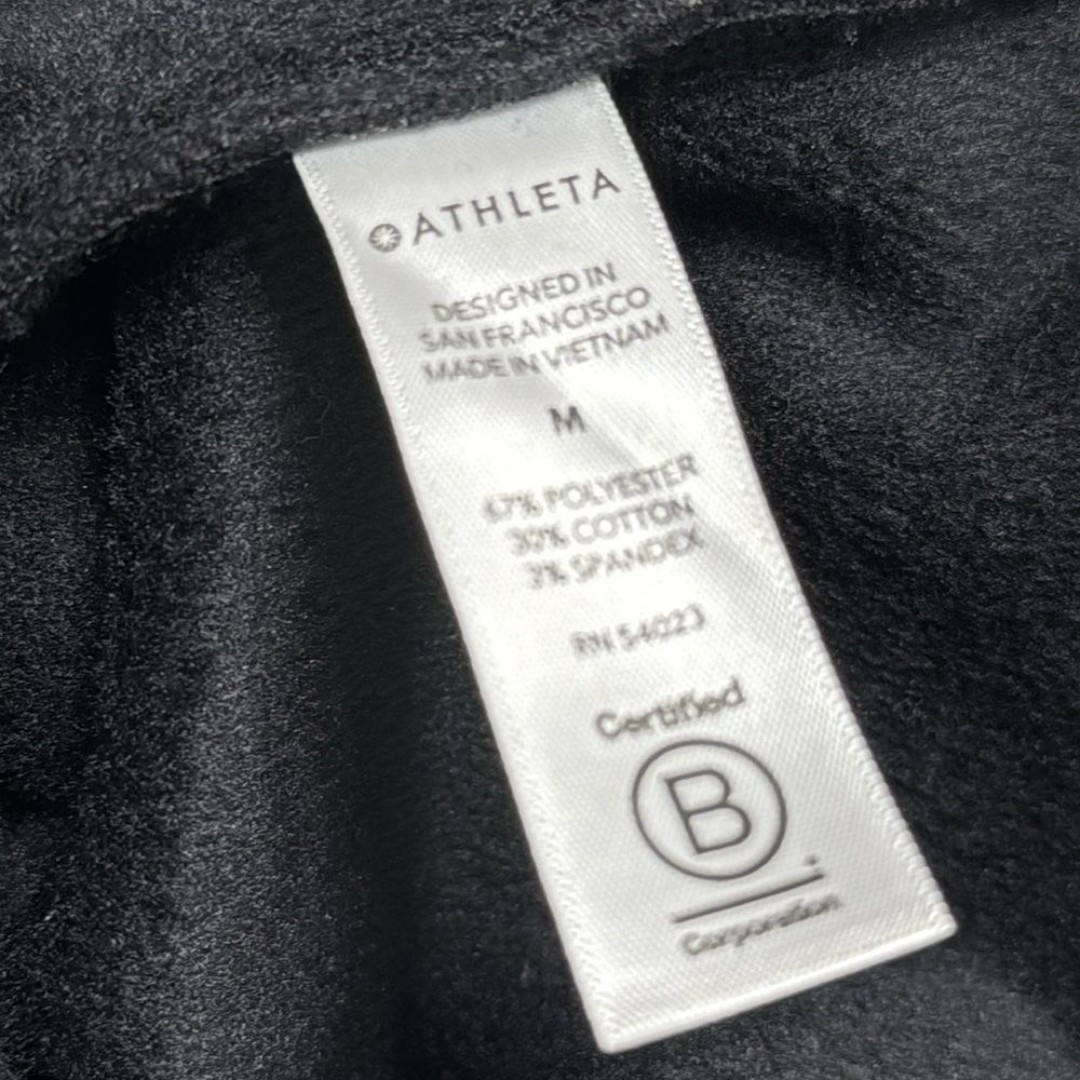 ATHLETA
DESIGNED IN
SAN FRANCISCO
MADE IN VIETNAM
M
67% POLYESTER
30% COTTON
3% SPANDEX
RN 54023
Certified
B
Corporation